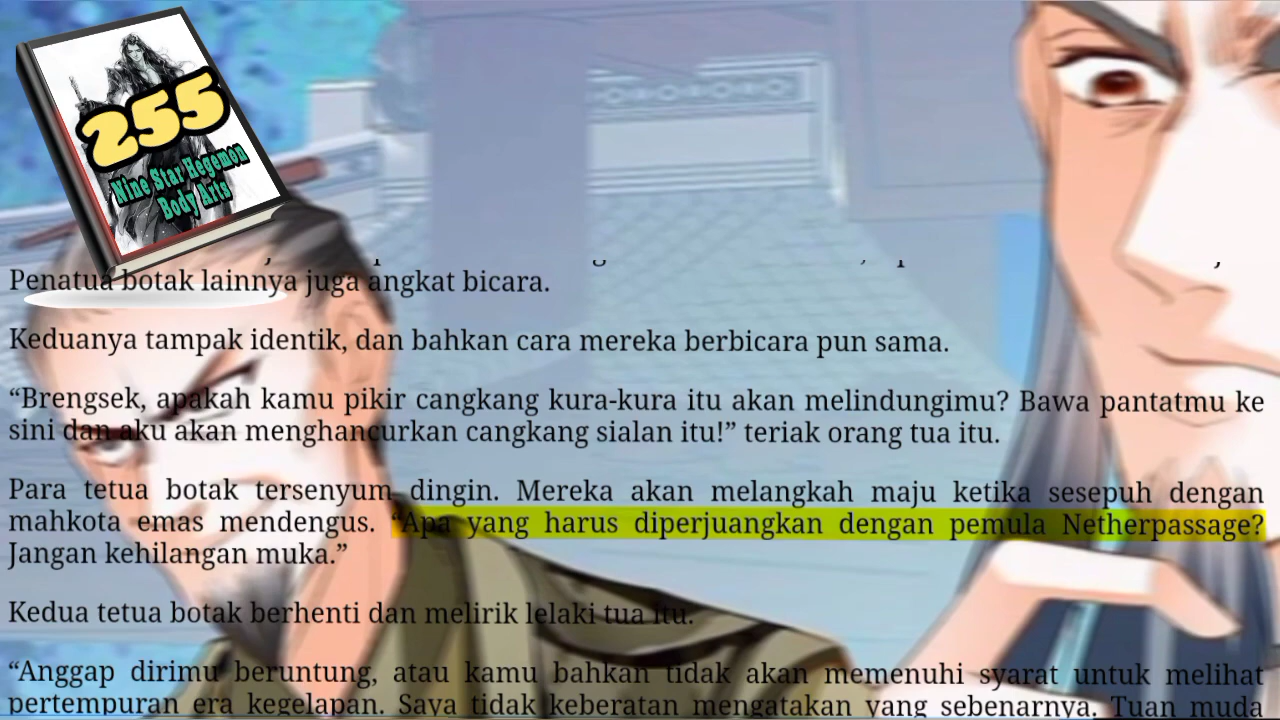 255
Nine Star Hegemon
Body Arts
Penatua botak lainnya juga angkat bicara.
Keduanya tampak identik, dan bahkan cara mereka berbicara pun sama.
“Brengsek, apakah kamu pikir cangkang kura-kura itu akan melindungimu? Bawa pantatmu ke
sini dan aku akan menghancurkan cangkang sialan itu!” teriak orang tua itu.
Para tetua botak tersenyum dingin. Mereka akan melangkah maju ketika sesepuh dengan
mahkota emas mendengus. “Apa yang harus diperjuangkan dengan pemula Netherpassage?
Jangan kehilangan muka.”
Kedua tetua botak berhenti dan melirik lelaki tua itu.
“Anggap dirimu beruntung, atau kamu bahkan tidak akan memenuhi syarat untuk melihat
pertempuran era kegelapan. Saya tidak keberatan mengatakan yang sebenarnya. Tuan muda